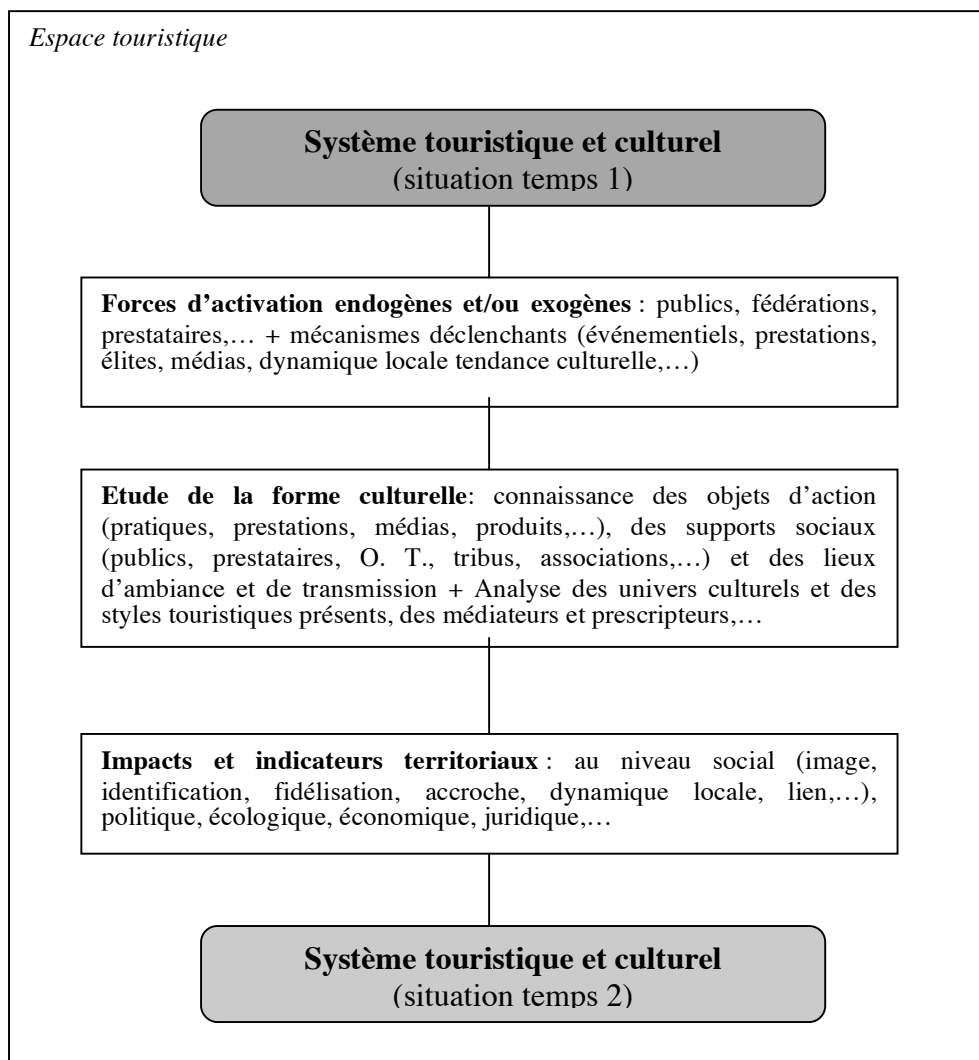 Espace touristique
Système touristique et culturel
(situation temps 1)
Forces d’activation endogènes et/ou exogènes : publics, fédérations,
prestataires,… + mécanismes déclenchants (événementiels, prestations,
élites, médias, dynamique locale tendance culturelle,…)
Etude de la forme culturelle: connaissance des objets d’action
(pratiques, prestations, médias, produits,…), des supports sociaux
(publics, prestataires, O. T., tribus, associations,…) et des lieux
d’ambiance et de transmission + Analyse des univers culturels et des
styles touristiques présents, des médiateurs et prescripteurs,…
Impacts et indicateurs territoriaux : au niveau social (image,
identification, fidélisation, accroche, dynamique locale, lien,…),
politique, écologique, économique, juridique,…
Système touristique et culturel
(situation temps 2)